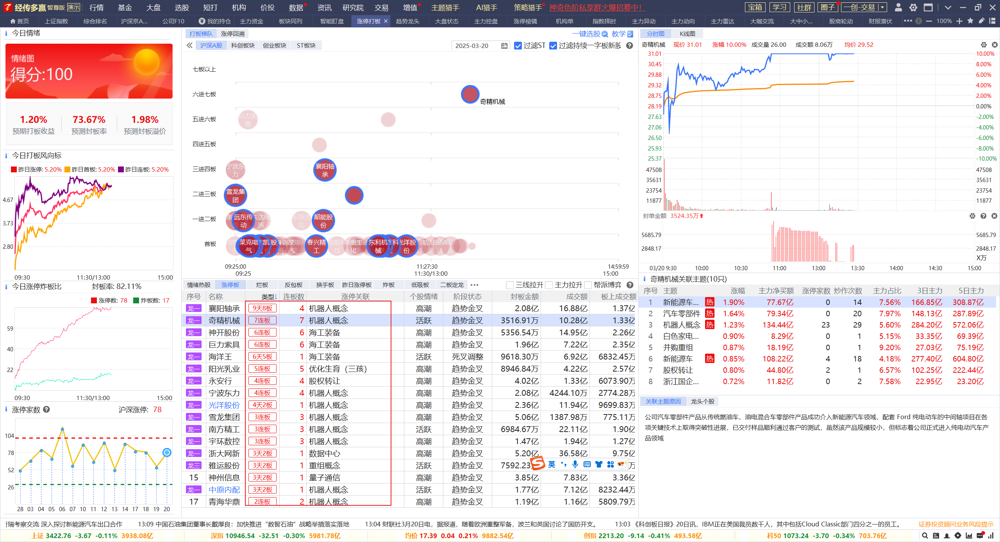 经传多赢 智尊版 演示 行情 基金 大盘 选股 短打 机构 价投 数据 资讯 研究院 交易 增值 主题猎手 AI猎手 策略猎手 神奇色阶私享群火爆招募中! 宝箱 学习 社群 圈子 一创-交易
首页 上证指数 综合排名 沪深京A... 公司F10 我的持仓 主力资金 板块同列 智能盯盘 涨停打板 趋势龙头 大盘状态 主力控盘 涨停棱镜 机构单 指数择时 主力异动 主力动向 主力雷达 大咖交流 大中小... 股商轮动 财报潜伏 100%
今日情绪
情绪图
得分:100
1.20% 73.67% 1.98%
预期打板收益 预测封板率 预测封板溢价
今日打板风向标
昨日涨停: 5.20% 昨日首板: 5.20% 昨日连板: 5.20%
4.67
3.73
2.80
09:30 11:30/13:00 15:00
今日涨停炸板比 封板率: 82.11%
涨停数: 78 炸板数: 17
59
40
22
09:30 11:30/13:00 15:00
涨停家数 沪深涨停: 78
104
78
52
26
28 03 04 05 06 07 10 11 12 13 14 17 18 19 20
打板梯队 涨停回溯 一键选股 教学
沪深A股 科创板块 创业板块 ST板块 2025-03-20 过滤ST 过滤持续一字板新股
七板以上
六进七板 奇精机械
五进六板 巨力索具
四进五板
三进四板 宁波东力 襄阳轴承
二进三板 雪龙集团
一进二板 远东传动 东珠生态 韶能股份
首板 莱克电气 春兴精工 东利机械 光洋股份
09:25:00 11:27:30 14:59:59
09:25 11:30/13:00 15:00
情绪热股 涨停板 烂板 反包板 换手板 昨日涨停板 炸板 低吸板 二板定龙 ... 三线拉升 主力拉升 帮派博弈
序号 名称 类型↓ 连板数 涨停关联 个股情绪 阶段状态 封板金额 成交额 板上成交额
龙一 襄阳轴承 9天8板 4 机器人概念 高潮 趋势金叉 2.08亿 16.88亿 1.37亿
龙一 奇精机械 7连板 7 机器人概念 活跃 趋势金叉 3516.91万 10.28亿 1.33亿
龙一 神开股份 6连板 6 海工装备 高潮 趋势金叉 5356.54万 14.95亿 2.26亿
龙一 巨力索具 6连板 6 海工装备 高潮 趋势金叉 1.96亿 7.22亿 2.35亿
龙一 海洋王 6天5板 1 海工装备 活跃 死叉调整 9618.30万 6.92亿 6832.45万
龙一 阳光乳业 5连板 5 优化生育（三孩） 高潮 趋势金叉 8946.84万 4.22亿 2.57亿
龙一 永安行 4连板 4 股权转让 高潮 趋势金叉 4.02亿 1.33亿 6073.90万
龙一 宁波东力 4连板 4 机器人概念 高潮 趋势金叉 2.08亿 4244.10万 2774.28万
龙一 光洋股份 4天2板 1 机器人概念 高潮 趋势金叉 2.36亿 11.94亿 9699.83万
龙一 雪龙集团 3连板 3 机器人概念 高潮 趋势金叉 5.06亿 1387.98万 775.11万
龙一 南方精工 3连板 3 机器人概念 活跃 趋势金叉 6984.67万 22.11亿 1.90亿
龙一 宇环数控 3连板 3 机器人概念 高潮 趋势金叉 1.47亿 1.94亿 1.27亿
龙一 浙大网新 3天2板 1 数据中心 高潮 趋势金叉 5.20亿 36.58亿 9.75亿
龙三 雅运股份 3天2板 1 重组概念 活跃 趋势金叉 7592.23 英 万
15 神州信息 3天2板 1 量子通信 高潮 趋势金叉 3.85亿 7.83亿 3.36亿
龙一 中原内配 3天2板 1 机器人概念 活跃 趋势金叉 1.77亿 7.12亿 8232.44万
17 青海华鼎 2连板 2 机器人概念 高潮 趋势金叉 1.19亿 1.16亿 5809.79万
分时图 K线图
奇精机械 现价 31.01 涨幅 10.00% 成交量 26.00 成交额 8.06万 均价 29.52
31.01 10.00%
30.45 8.00%
29.88 6.00%
29.32 4.00%
28.75 2.00%
28.19 0.00%
27.63 -2.00%
27.06 -4.00%
26.50 -6.00%
25.93 -8.00%
25.37 -10.00%
47508 47508
35631 35631
23754 23754
11877 11877
封单金额 3524.35万
5685.79 5685.79
2848.17 2848.17
X万
03/20 9:30 10:00 10:30 11:00 13:00 13:30 14:00 14:30 15:00
奇精机械关联主题(10只)
序号 主题 涨幅 主力净买额 涨停家数 炒作次数 主力占比 3日主力 5日主力
1 新能源车... 热 1.90% 77.67亿 0 14 7.56% 166.85亿 308.87亿
2 汽车零部件 热 1.64% 79.34亿 0 20 7.97% 148.13亿 287.89亿
3 机器人概念 热 1.23% 134.44亿 23 29 5.60% 284.20亿 572.06亿
4 白色家电... 0.90% 8.29亿 0 1 5.15% 33.35亿 69.39亿
5 并购重组 0.87% 18.19亿 0 1 9.20% 27.03亿 75.19亿
6 新能源车 热 0.85% 108.22亿 4 18 4.18% 277.40亿 604.80亿
7 股权转让 0.80% 44.80亿 2 1 6.57% 102.25亿 222.44亿
8 浙江国企... 0.72% 11.82亿 0 2 7.58% 22.95亿 23.20亿
关联主题原因 龙头个股
公司汽车零部件产品从传统燃油车、油电混合车零部件产品成功介入新能源汽车领域，配套 Ford 纯电动车的中间轴项目在各
项关键技术上取得突破性进展，已交付样品顺利通过客户的测试，虽然该产品规模较小，但标志着公司正式进入纯电动汽车产
品领域
瑞考察交流 深入探讨新能源汽车出口合作 13:09 中国石油集团董事长戴厚良：加快推进“数智石油”战略举措落实落地 13:04 财联社3月20日电，据报道，随着欧洲重整军备，波兰和英国讨论了国防开支。 13:03 《科创板日报》20日讯，IBM正在美国裁员数千人，其中包括Cloud Classic部门四分之一的员工。 证券投资顾问业务风险提示
上证 3422.76 -3.67 -0.11% 3938.08亿 深指 10946.54 -32.51 -0.30% 5981.78亿 均价 17.39 0.04 0.21% 9882.54亿 创指 2213.20 -9.14 -0.41% 493.58亿 科50 1073.24 -3.70 -0.34% 703.76亿